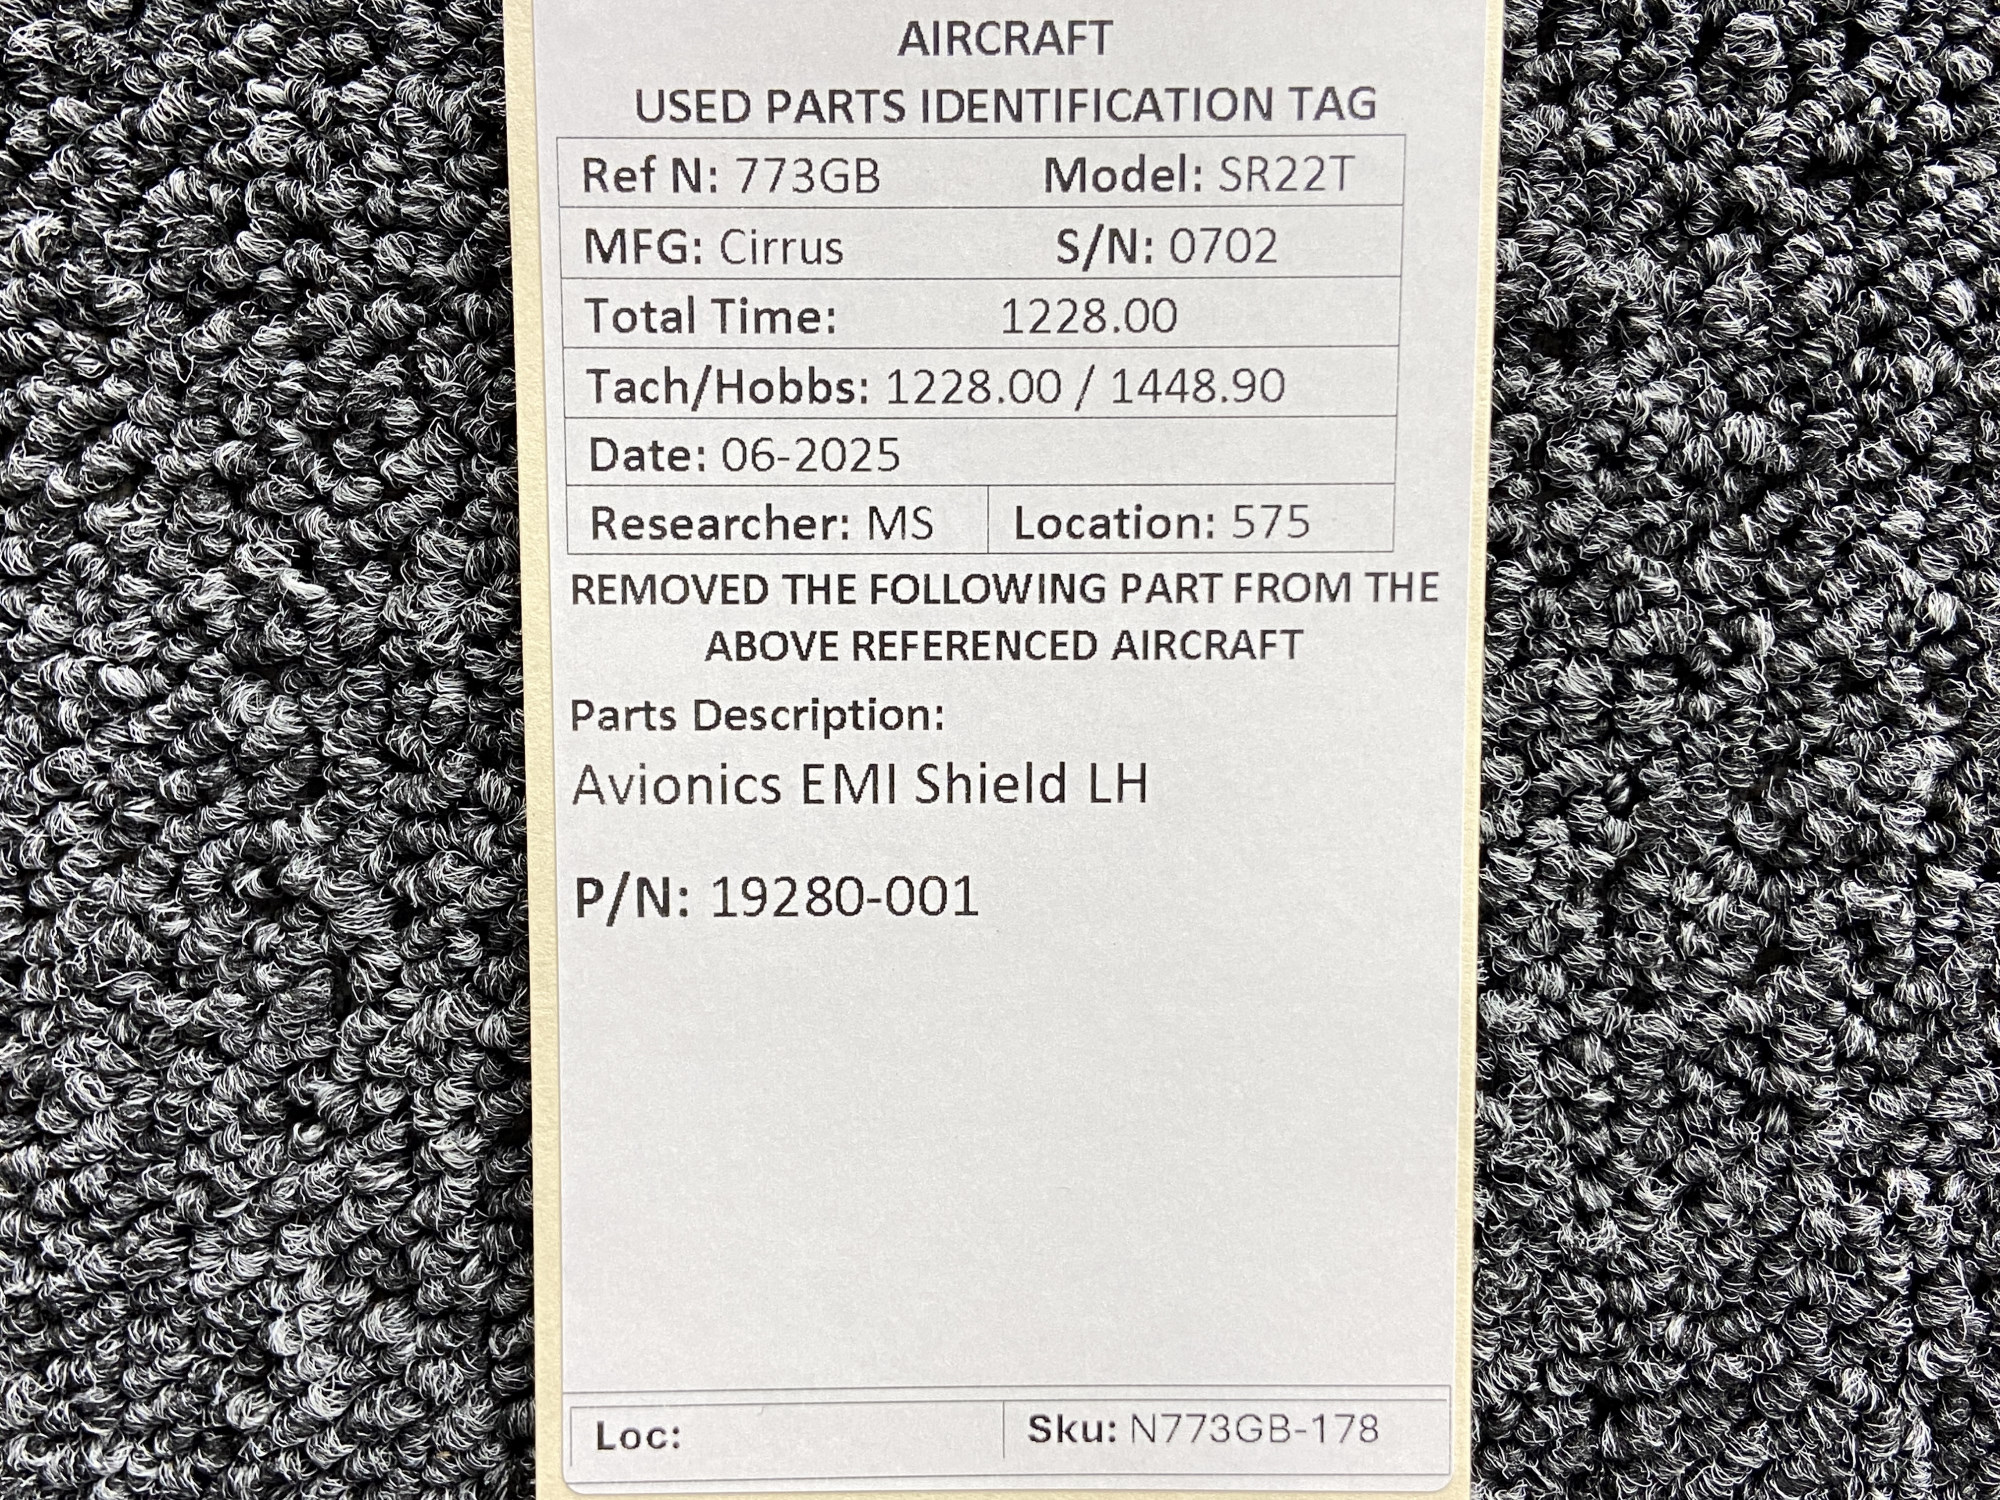 AIRCRAFT
USED PARTS IDENTIFICATION TAG
Ref N: 773GB Model: SR22T
MFG: Cirrus S/N: 0702
Total Time: 1228.00
Tach/Hobbs: 1228.00 / 1448.90
Date: 06-2025
Researcher: MS Location: 575
REMOVED THE FOLLOWING PART FROM THE
ABOVE REFERENCED AIRCRAFT
Parts Description:
Avionics EMI Shield LH
P/N: 19280-001
Loc: Sku: N773GB-178